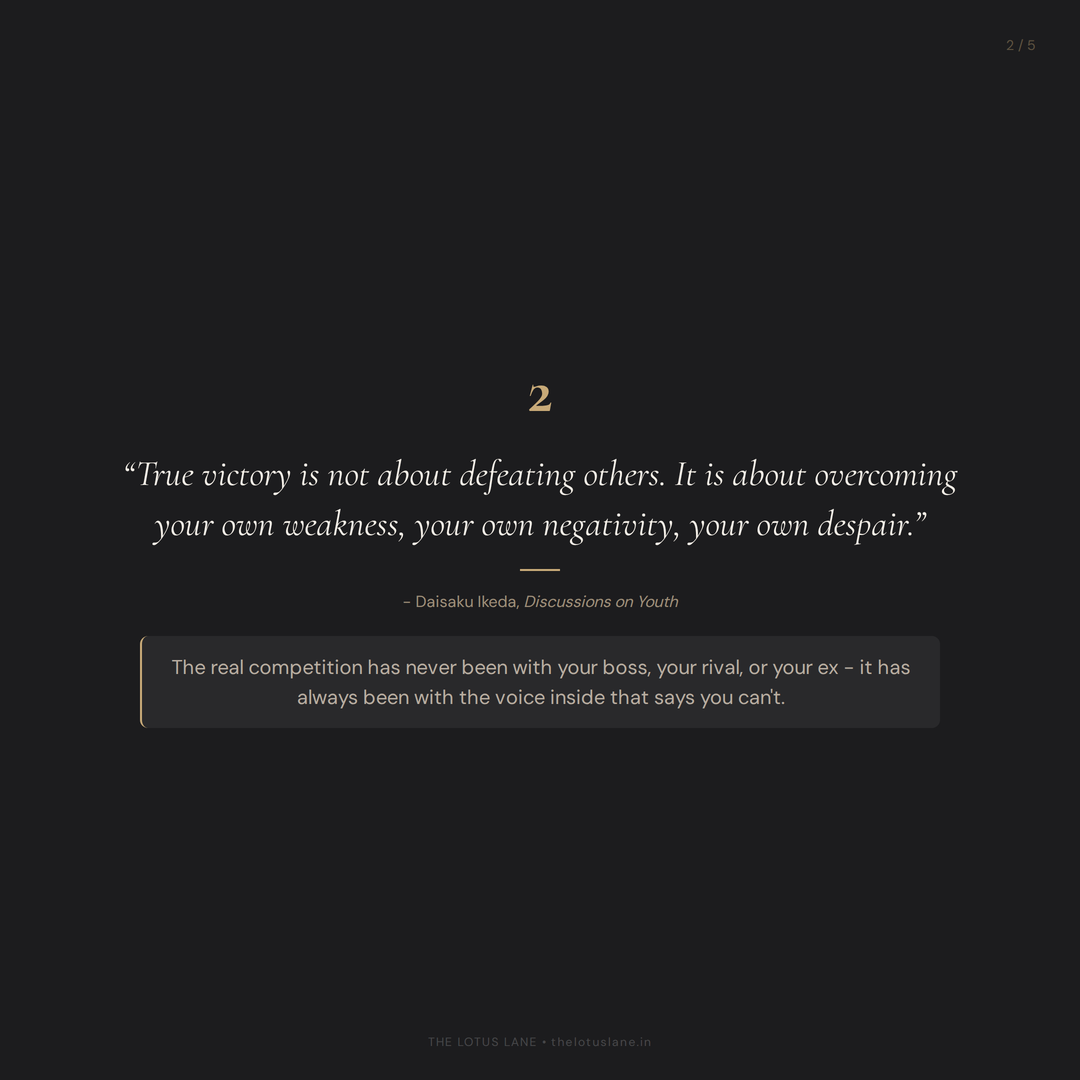 2 / 5
2
“True victory is not about defeating others. It is about overcoming
your own weakness, your own negativity, your own despair.”
– Daisaku Ikeda, Discussions on Youth
The real competition has never been with your boss, your rival, or your ex – it has
always been with the voice inside that says you can't.
THE LOTUS LANE • thelotuslane.in